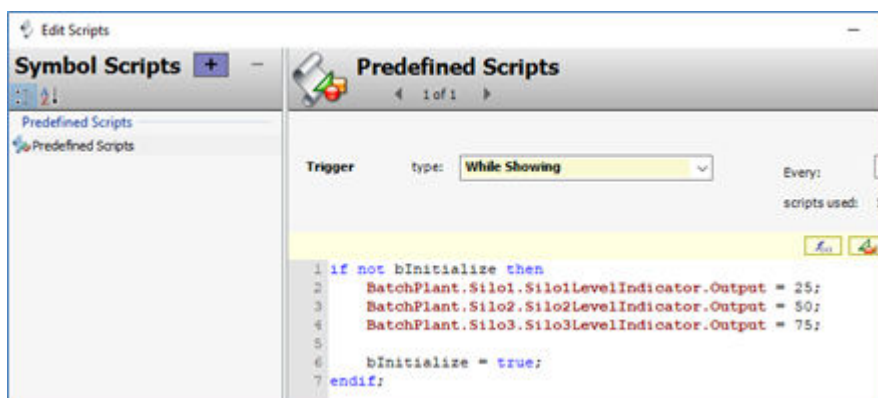 Edit Scripts
Symbol Scripts + -
Predefined Scripts
Predefined Scripts
Predefined Scripts
1 of 1
Trigger type: While Showing Every:
scripts used:
1 if not bInitialize then
2 BatchPlant.Silo1.Silo1LevelIndicator.Output = 25;
3 BatchPlant.Silo2.Silo2LevelIndicator.Output = 50;
4 BatchPlant.Silo3.Silo3LevelIndicator.Output = 75;
5
6 bInitialize = true;
7 endif;